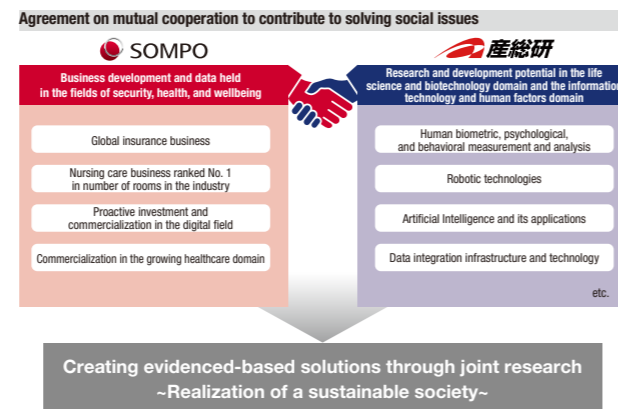 Agreement on mutual cooperation to contribute to solving social issues
SOMPO
産総研
Business development and data held
in the fields of security, health, and wellbeing
Research and development potential in the life
science and biotechnology domain and the information
technology and human factors domain
Global insurance business
Nursing care business ranked No. 1
in number of rooms in the industry
Proactive investment and
commercialization in the digital field
Commercialization in the growing healthcare domain
Human biometric, psychological,
and behavioral measurement and analysis
Robotic technologies
Artificial Intelligence and its applications
Data integration infrastructure and technology
etc.
Creating evidenced-based solutions through joint research
~Realization of a sustainable society~